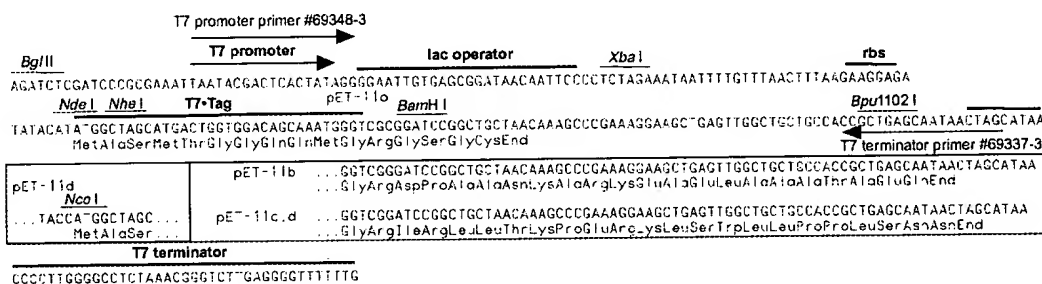 T7 promoter primer #69348-3
BglII T7 promoter lac operator XbaI rbs
AGATCTCGATCCCGCGAAATTAATACGACTCACTATAGGGGAATTGTGAGCGGATAACAATTCCCCTCTAGAAATAATTTTGTTTAACTTTAAGAAGGAGA
pET-11a
NdeI NheI T7•Tag BamHI Bpu1102I
TATACATATGGCTAGCATGACTGGTGGACAGCAAATGGGTCGCGGATCCGGCTGCTAACAAAGCCCGAAAGGAAGCTGAGTTGGCTGCTGCCACCGCTGAGCAATAACTAGCATAA
MetAlaSerMetThrGlyGlyGlnGlnMetGlyArgGlySerGlyCysEnd
T7 terminator primer #69337-3
pET-11b ...GGTCGGGATCCGGCTGCTAACAAAGCCCGAAAGGAAGCTGAGTTGGCTGCTGCCACCGCTGAGCAATAACTAGCATAA
GlyArgAspProAlaAlaAsnLysAlaArgLysGluAlaGluLeuAlaAlaAlaThrAlaGluGlnEnd
pET-11d
NcoI
...TACCATGGCTAGC...
MetAlaSer
pET-11c,d ...GGTCGGATCCGGCTGCTAACAAAGCCCGAAAGGAAGCTGAGTTGGCTGCTGCCACCGCTGAGCAATAACTAGCATAA
GlyArgIleArgLeuLeuThrLysProGluArgLysLeuSerTrpLeuLeuProProLeuSerAsnAsnEnd
T7 terminator
CCCCTTGGGGCCTCTAAACGGGTCTTGAGGGGTTTTTTG